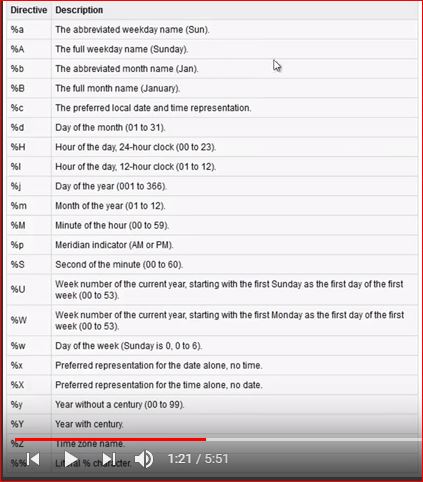 Directive Description
%a The abbreviated weekday name (Sun).
%A The full weekday name (Sunday).
%b The abbreviated month name (Jan).
%B The full month name (January).
%c The preferred local date and time representation.
%d Day of the month (01 to 31).
%H Hour of the day, 24-hour clock (00 to 23).
%I Hour of the day, 12-hour clock (01 to 12).
%j Day of the year (001 to 366).
%m Month of the year (01 to 12).
%M Minute of the hour (00 to 59).
%p Meridian indicator (AM or PM).
%S Second of the minute (00 to 60).
%U Week number of the current year, starting with the first Sunday as the first day of the first
week (00 to 53).
%W Week number of the current year, starting with the first Monday as the first day of the first
week (00 to 53).
%w Day of the week (Sunday is 0, 0 to 6).
%x Preferred representation for the date alone, no time.
%X Preferred representation for the time alone, no date.
%y Year without a century (00 to 99).
%Y Year with century.
%Z Time zone name.
%% Literal % character.
1:21 / 5:51